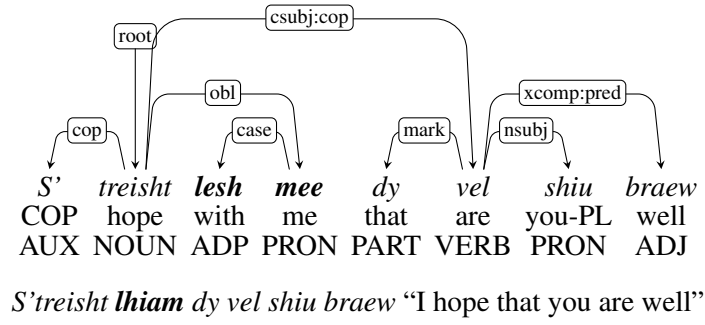 csubj:cop
root
obl xcomp:pred
cop case mark nsubj
S' treisht lesh mee dy vel shiu braew
COP hope with me that are you-PL well
AUX NOUN ADP PRON PART VERB PRON ADJ
S'treisht lhiam dy vel shiu braew “I hope that you are well”